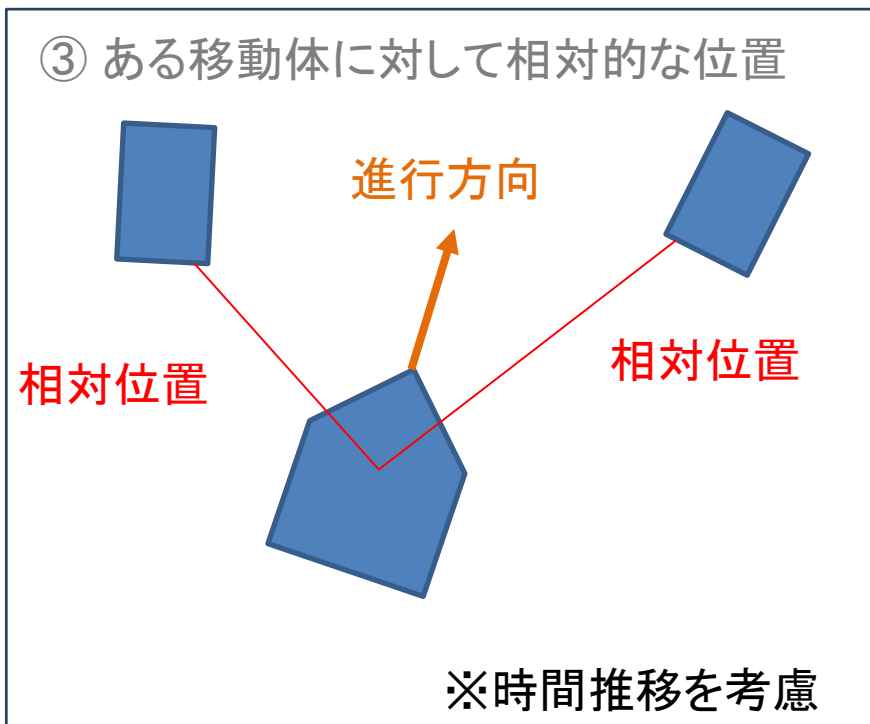 ③ ある移動体に対して相対的な位置
進行方向
相対位置
相対位置
※時間推移を考慮